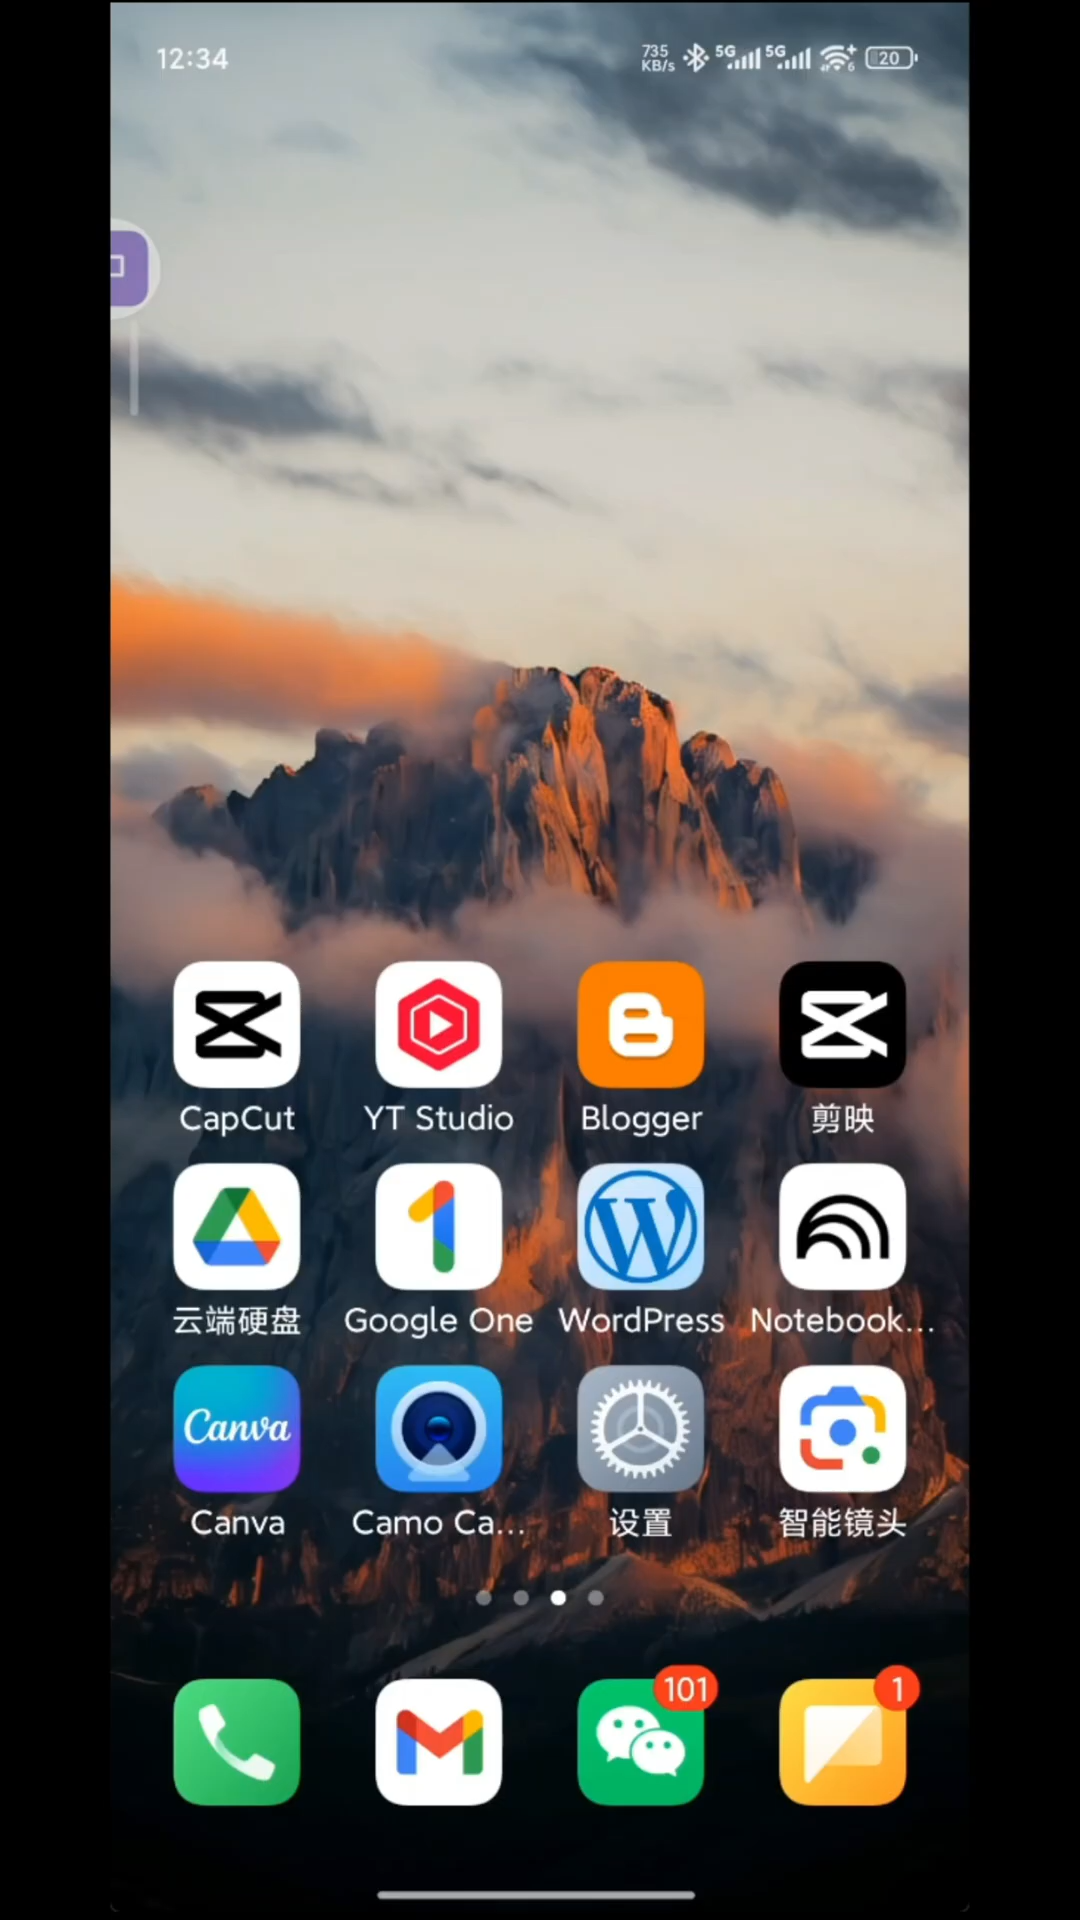 12:34
735 KB/s 5G 5G 6 20
CapCut YT Studio Blogger 剪映
云端硬盘 Google One WordPress Notebook...
Canva
Canva Camo Ca... 设置 智能镜头
101 1